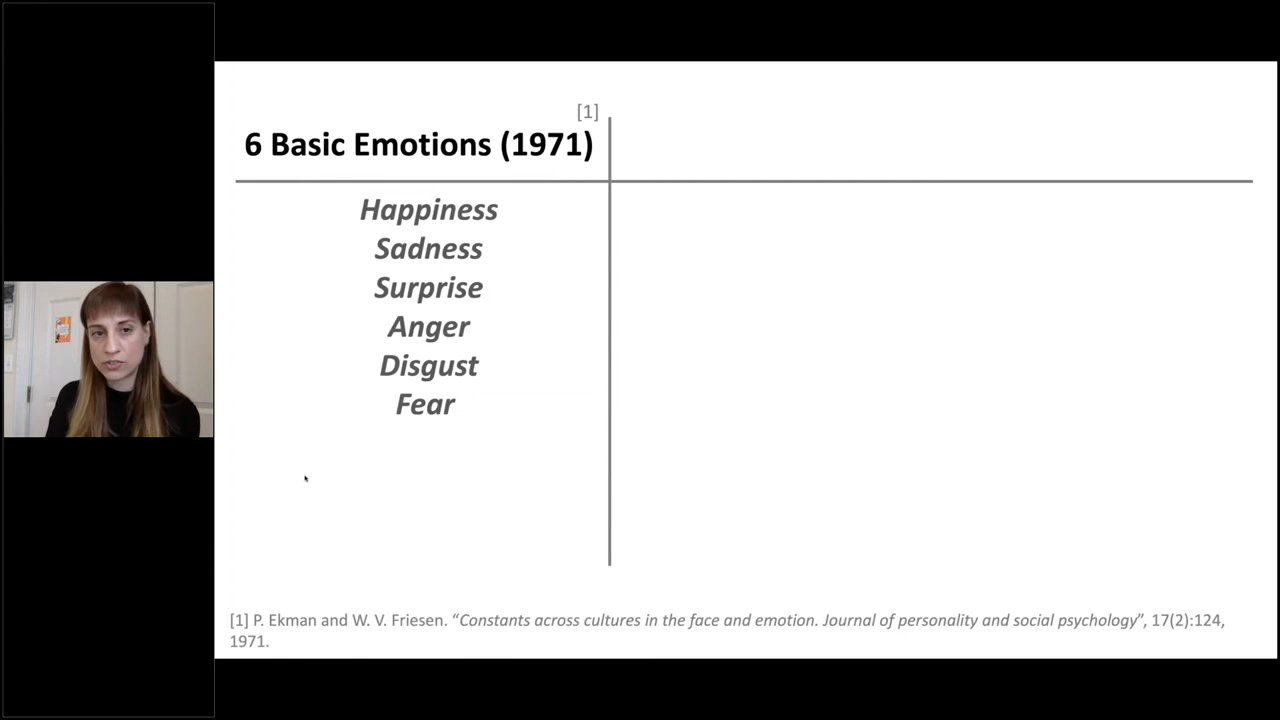 [1]
6 Basic Emotions (1971)
Happiness
Sadness
Surprise
Anger
Disgust
Fear
[1] P. Ekman and W. V. Friesen. “Constants across cultures in the face and emotion. Journal of personality and social psychology”, 17(2):124,
1971.